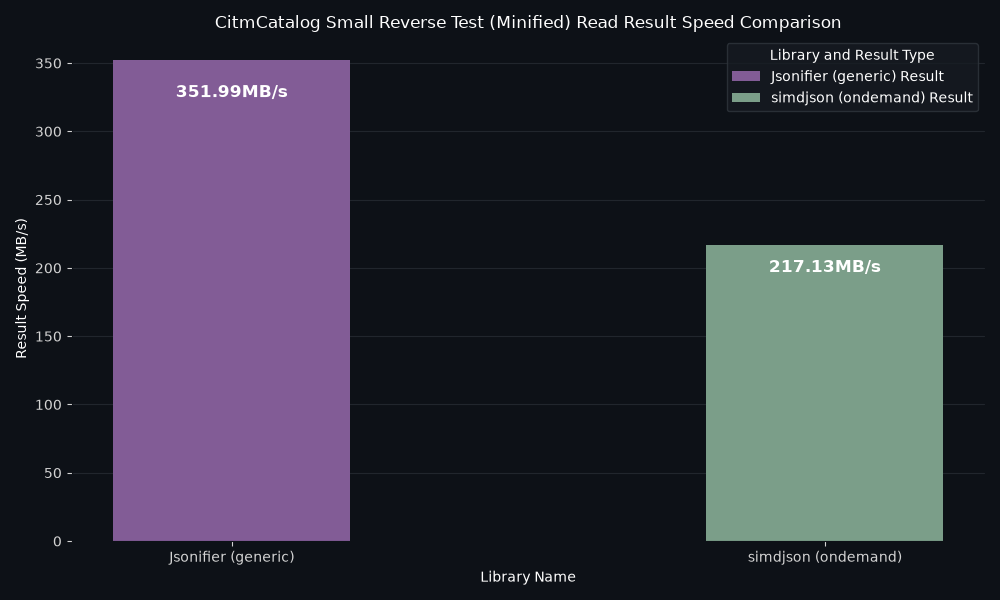 CitmCatalog Small Reverse Test (Minified) Read Result Speed Comparison
Library and Result Type
Jsonifier (generic) Result
simdjson (ondemand) Result
351.99MB/s
217.13MB/s
Result Speed (MB/s)
350
300
250
200
150
100
50
0
Jsonifier (generic)
simdjson (ondemand)
Library Name